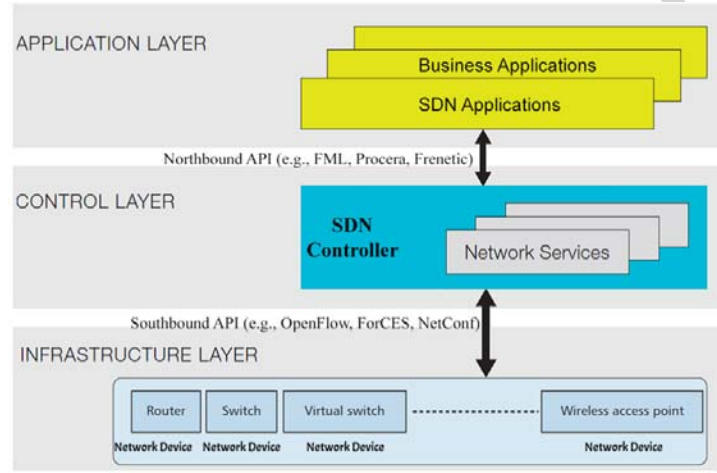 APPLICATION LAYER
Business Applications
SDN Applications
Northbound API (e.g., FML, Procera, Frenetic)
CONTROL LAYER
SDN
Controller
Network Services
Southbound API (e.g., OpenFlow, ForCES, NetConf)
INFRASTRUCTURE LAYER
Router Switch Virtual switch Wireless access point
Network Device Network Device Network Device Network Device